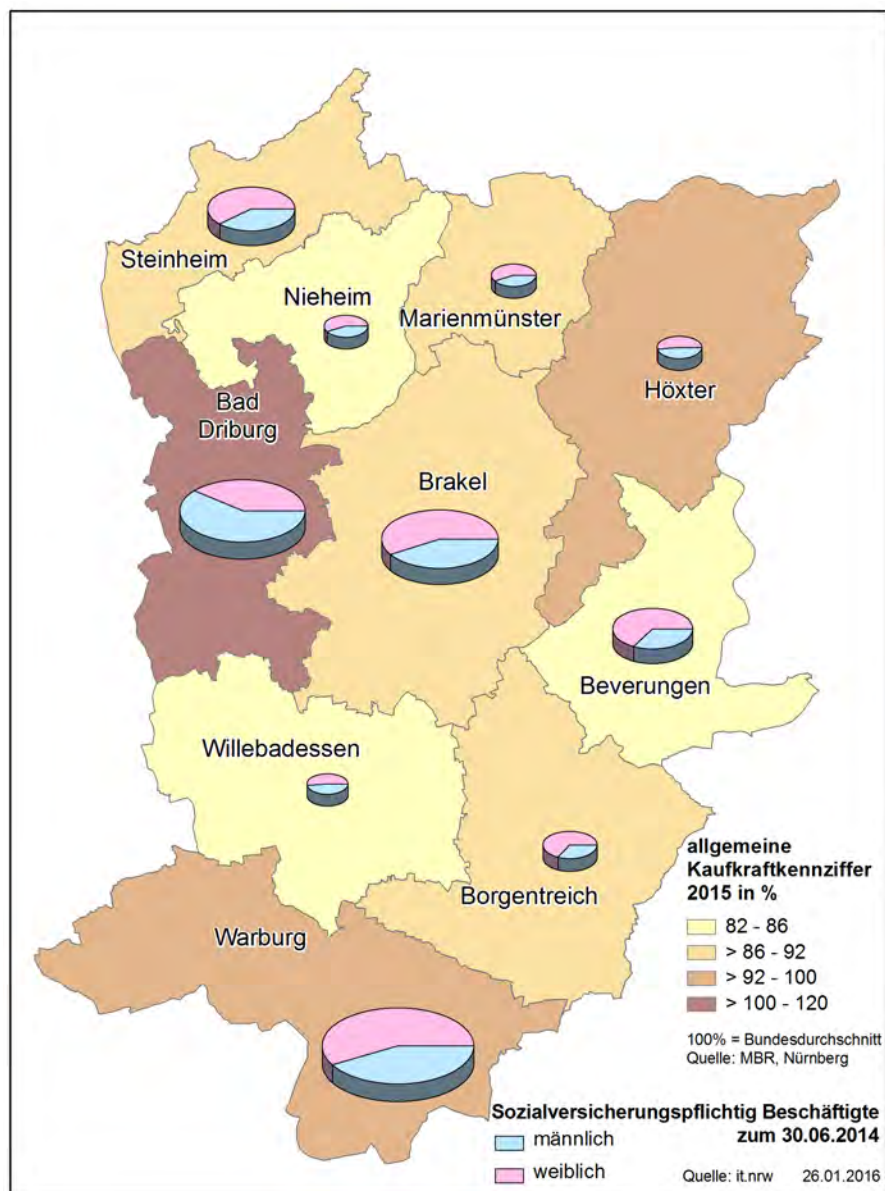 Steinheim
Nieheim
Marienmünster
Höxter
Bad
Driburg
Brakel
Beverungen
Willebadessen
Borgentreich
Warburg
allgemeine
Kaufkraftkennziffer
2015 in %
82 - 86
> 86 - 92
> 92 - 100
> 100 - 120
100% = Bundesdurchschnitt
Quelle: MBR, Nürnberg
Sozialversicherungspflichtig Beschäftigte
zum 30.06.2014
männlich
weiblich
Quelle: it.nrw 26.01.2016